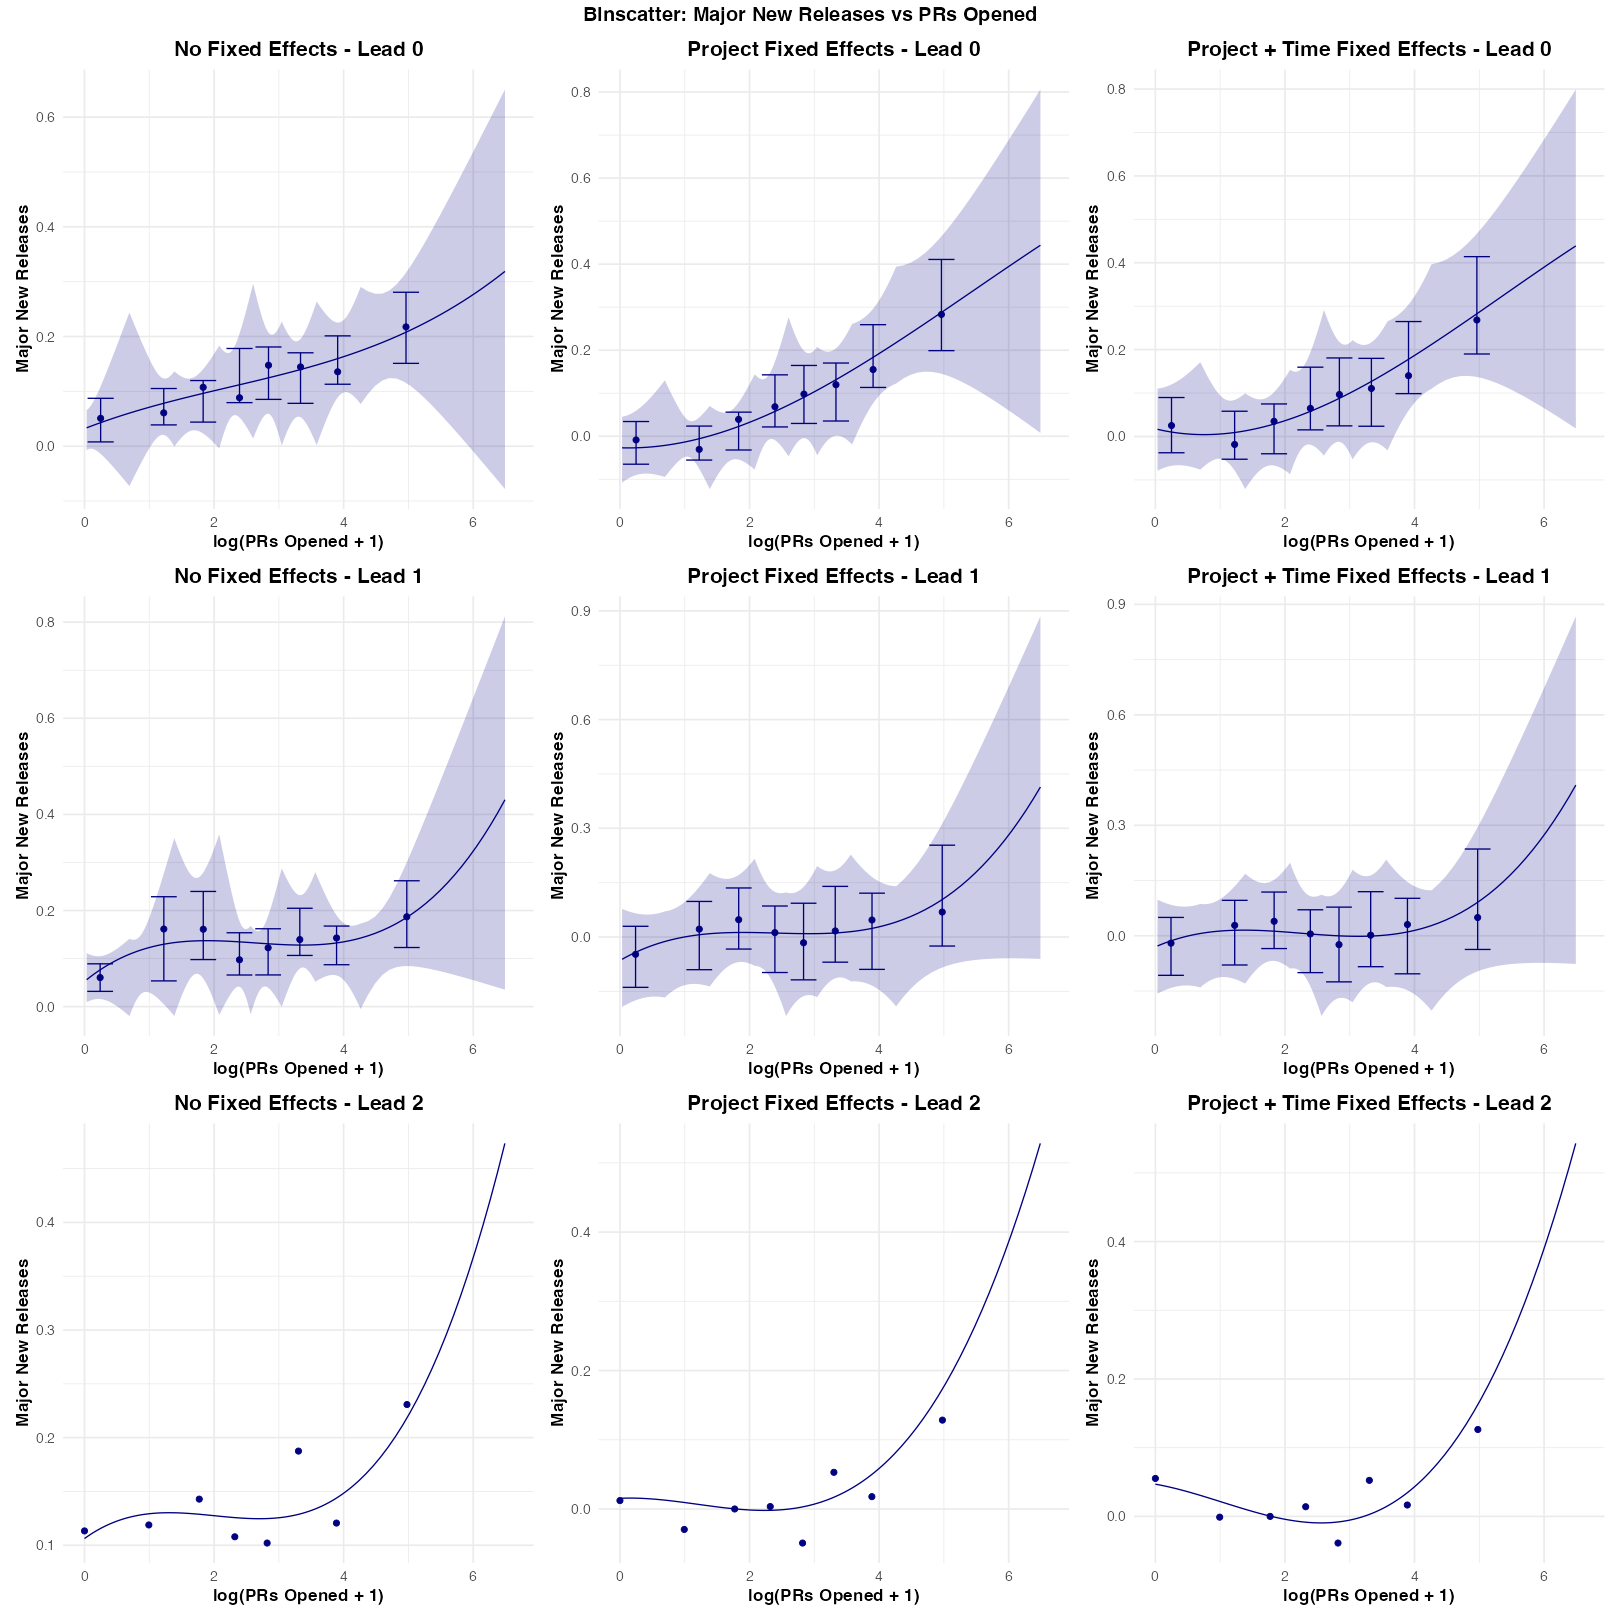 BInscatter: Major New Releases vs PRs Opened
No Fixed Effects - Lead 0
Project Fixed Effects - Lead 0
Project + Time Fixed Effects - Lead 0
Major New Releases
0.6
0.4
0.2
0.0
0 2 4 6
log(PRs Opened + 1)
Major New Releases
0.8
0.6
0.4
0.2
0.0
0 2 4 6
log(PRs Opened + 1)
Major New Releases
0.8
0.6
0.4
0.2
0.0
0 2 4 6
log(PRs Opened + 1)
No Fixed Effects - Lead 1
Project Fixed Effects - Lead 1
Project + Time Fixed Effects - Lead 1
Major New Releases
0.8
0.6
0.4
0.2
0.0
0 2 4 6
log(PRs Opened + 1)
Major New Releases
0.9
0.6
0.3
0.0
0 2 4 6
log(PRs Opened + 1)
Major New Releases
0.9
0.6
0.3
0.0
0 2 4 6
log(PRs Opened + 1)
No Fixed Effects - Lead 2
Project Fixed Effects - Lead 2
Project + Time Fixed Effects - Lead 2
Major New Releases
0.4
0.3
0.2
0.1
0 2 4 6
log(PRs Opened + 1)
Major New Releases
0.4
0.2
0.0
0 2 4 6
log(PRs Opened + 1)
Major New Releases
0.4
0.2
0.0
0 2 4 6
log(PRs Opened + 1)